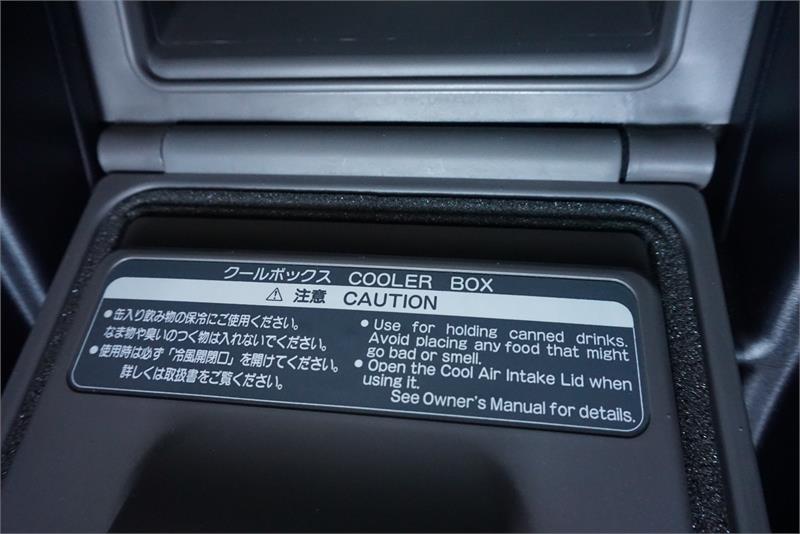 クールボックス COOLER BOX
⚠ 注意 CAUTION
●缶入り飲み物の保冷にご使用ください。
なま物や臭いのつく物は入れないでください。
●使用時は必ず「冷風開閉口」を開けてください。
詳しくは取扱書をご覧ください。
● Use for holding canned drinks.
Avoid placing any food that might
go bad or smell.
● Open the Cool Air Intake Lid when
using it.
See Owner's Manual for details.